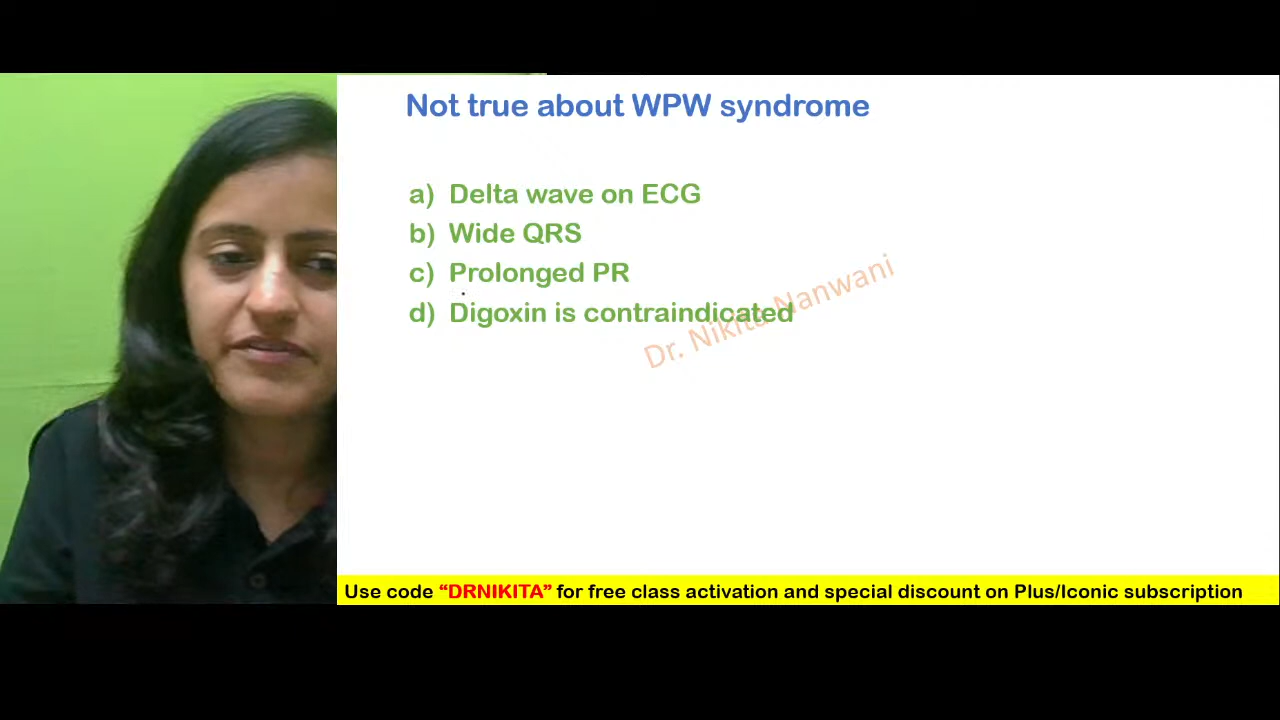 Not true about WPW syndrome
a) Delta wave on ECG
b) Wide QRS
c) Prolonged PR
d) Digoxin is contraindicated
Dr. Nikita Nanwani
Use code “DRNIKITA” for free class activation and special discount on Plus/Iconic subscription